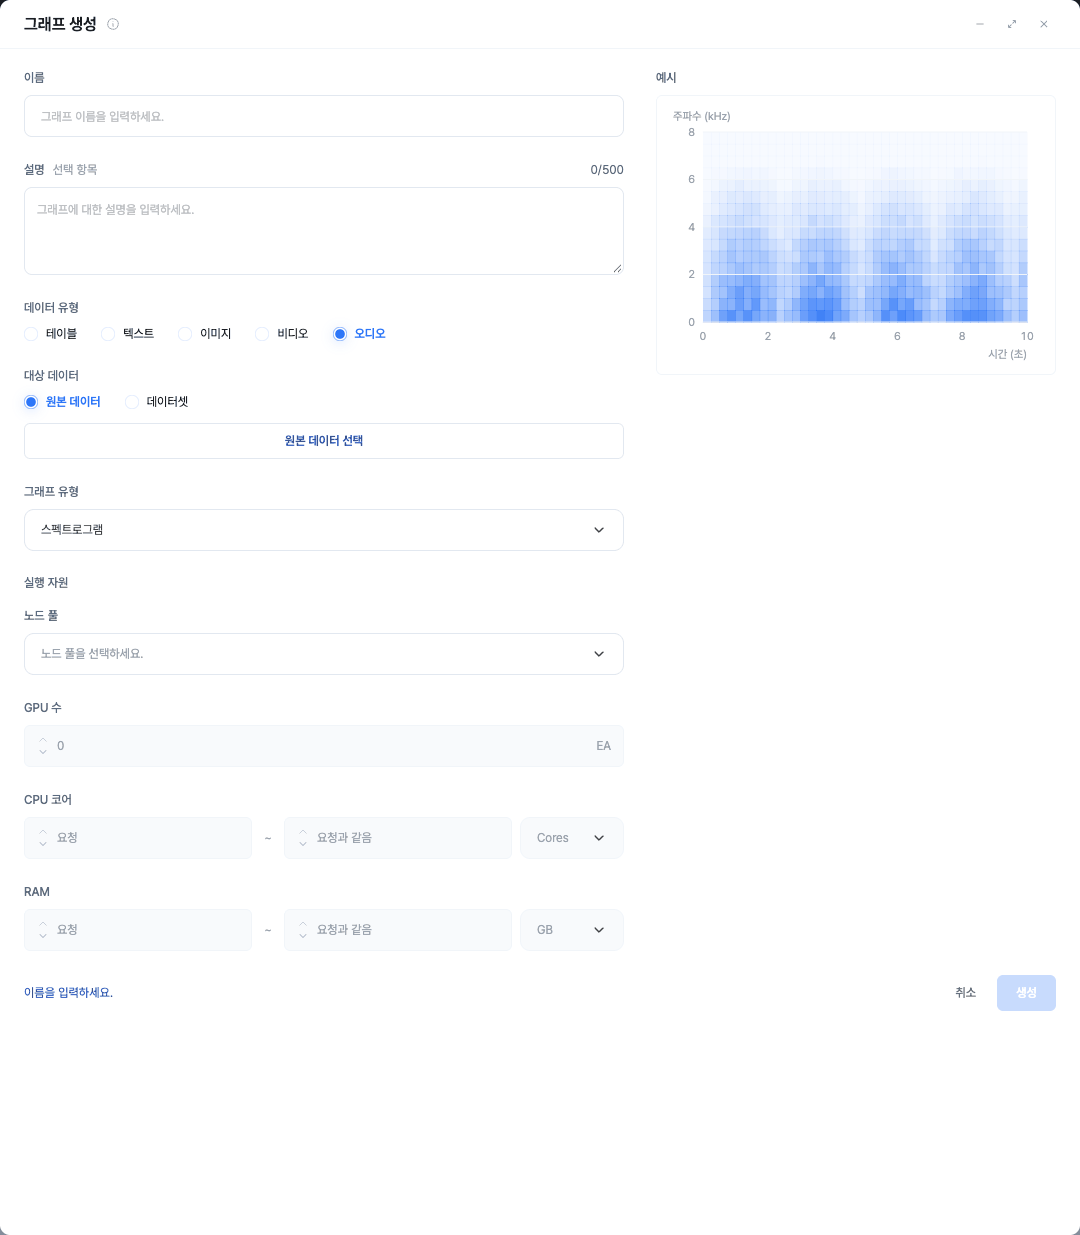 그래프 생성
이름
그래프 이름을 입력하세요.
설명 선택 항목 0/500
그래프에 대한 설명을 입력하세요.
데이터 유형
테이블 텍스트 이미지 비디오 오디오
대상 데이터
원본 데이터 데이터셋
원본 데이터 선택
그래프 유형
스펙트로그램
실행 자원
노드 풀
노드 풀을 선택하세요.
GPU 수
0 EA
CPU 코어
요청 ~ 요청과 같음 Cores
RAM
요청 ~ 요청과 같음 GB
이름을 입력하세요.
취소 생성
예시
주파수 (kHz)
8
6
4
2
0
0 2 4 6 8 10
시간 (초)